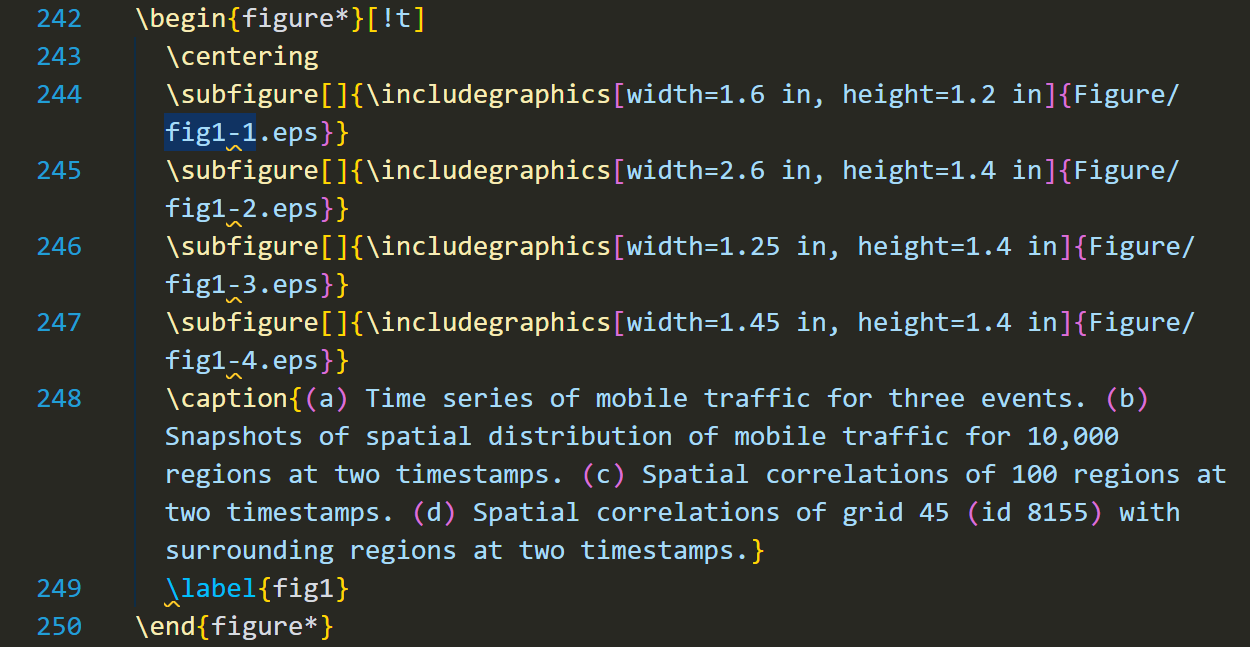 242 \begin{figure*}[!t]
243 \centering
244 \subfigure[]{\includegraphics[width=1.6 in, height=1.2 in]{Figure/
fig1-1.eps}}
245 \subfigure[]{\includegraphics[width=2.6 in, height=1.4 in]{Figure/
fig1-2.eps}}
246 \subfigure[]{\includegraphics[width=1.25 in, height=1.4 in]{Figure/
fig1-3.eps}}
247 \subfigure[]{\includegraphics[width=1.45 in, height=1.4 in]{Figure/
fig1-4.eps}}
248 \caption{(a) Time series of mobile traffic for three events. (b)
Snapshots of spatial distribution of mobile traffic for 10,000
regions at two timestamps. (c) Spatial correlations of 100 regions at
two timestamps. (d) Spatial correlations of grid 45 (id 8155) with
surrounding regions at two timestamps.}
249 \label{fig1}
250 \end{figure*}